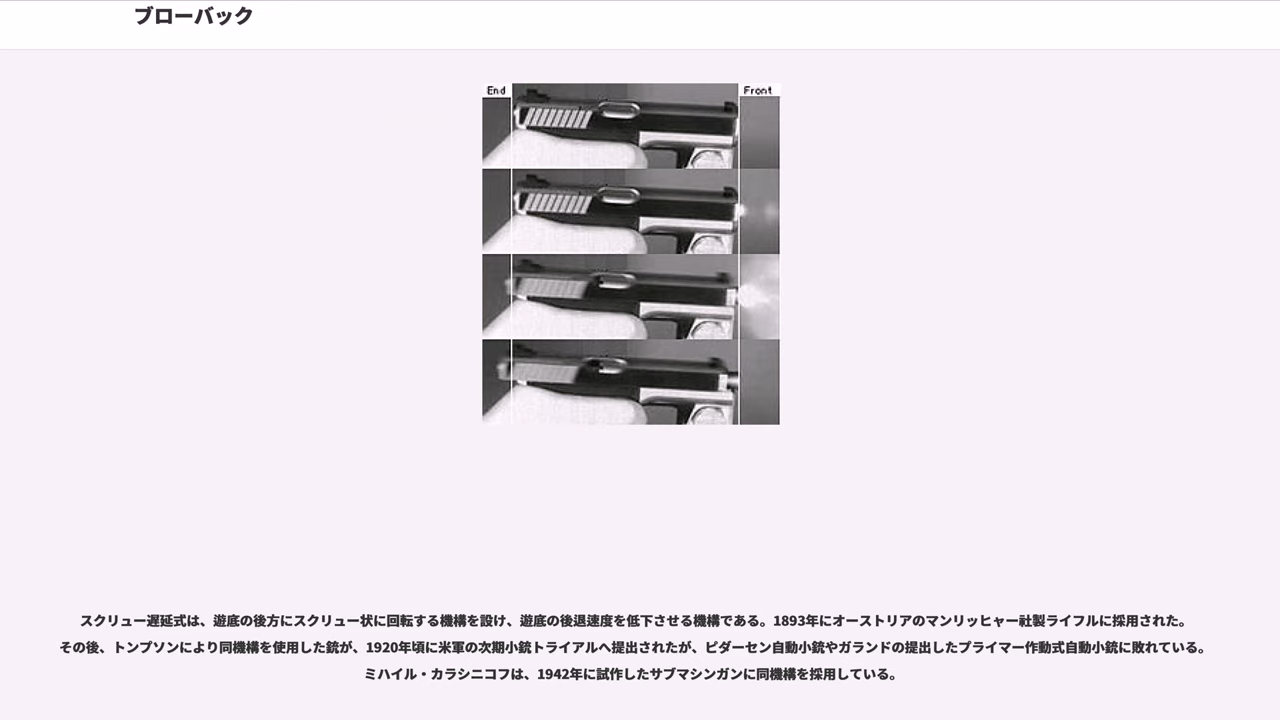 ブローバック
End
Front
スクリュー遅延式は、遊底の後方にスクリュー状に回転する機構を設け、遊底の後退速度を低下させる機構である。1893年にオーストリアのマンリッヒャー社製ライフルに採用された。
その後、トンプソンにより同機構を使用した銃が、1920年頃に米軍の次期小銃トライアルへ提出されたが、ピダーセン自動小銃やガランドの提出したプライマー作動式自動小銃に敗れている。
ミハイル・カラシニコフは、1942年に試作したサブマシンガンに同機構を採用している。